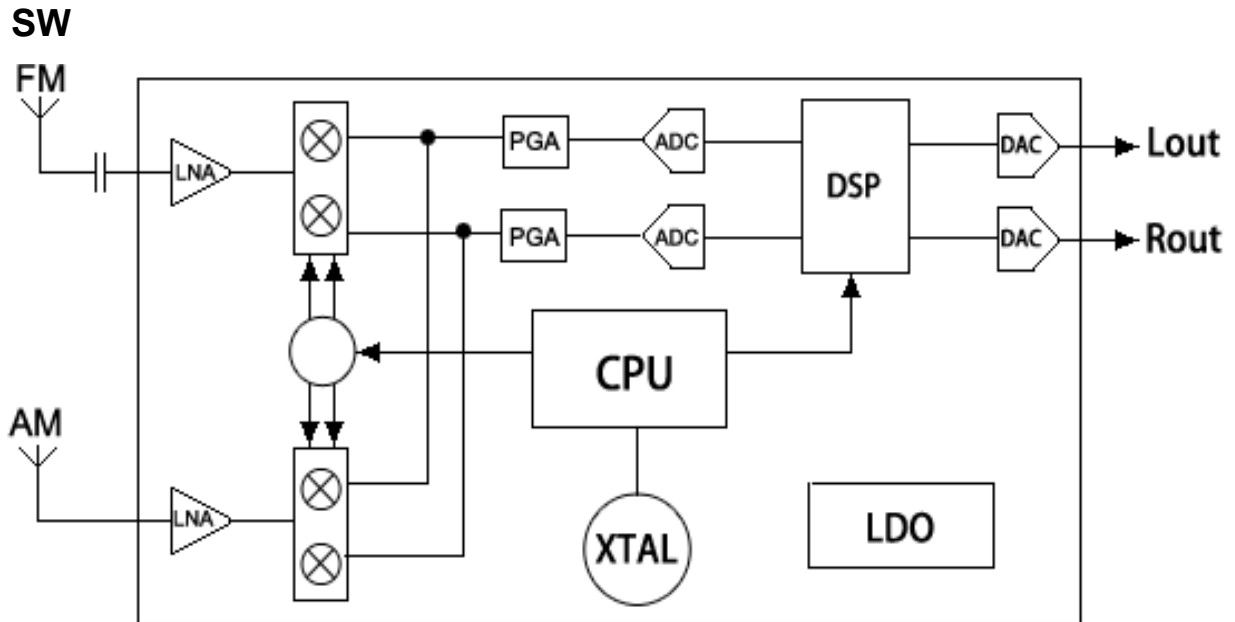 SW
FM
LNA
PGA
ADC
DSP
DAC
Lout
PGA
ADC
DAC
Rout
CPU
AM
LNA
XTAL
LDO